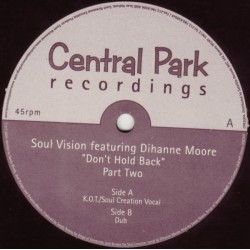 Central Park
recordings
45rpm
A
Soul Vision featuring Dihanne Moore
"Don't Hold Back"
Part Two
Side A
K.O.T./Soul Creation Vocal
Side B
Dub